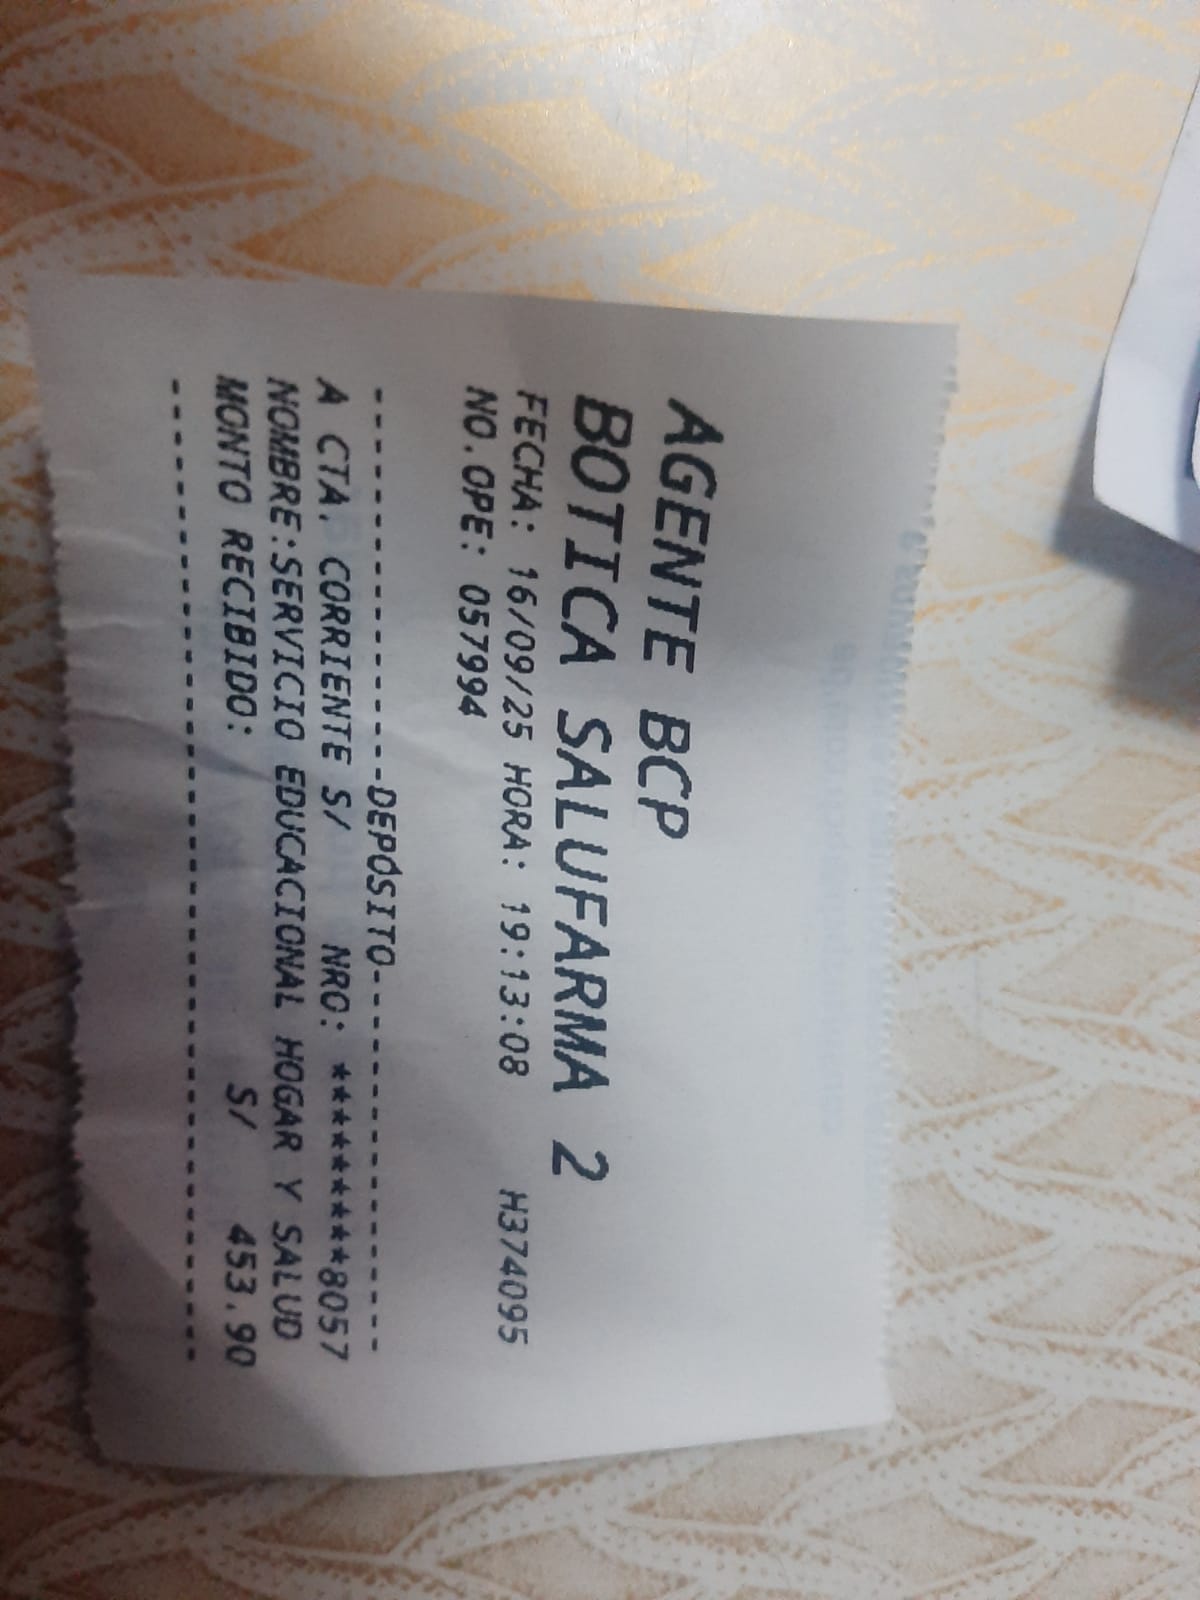 AGENTE BCP
BOTICA SALUFARMA 2
FECHA: 16/09/25 HORA: 19:13:08 H374095
NO.OPE: 057994
-----------------DEPOSITO-----------------
A CTA. CORRIENTE S/ NRO: **********8057
NOMBRE:SERVICIO EDUCACIONAL HOGAR Y SALUD
MONTO RECIBIDO: S/ 453.90
------------------------------------------